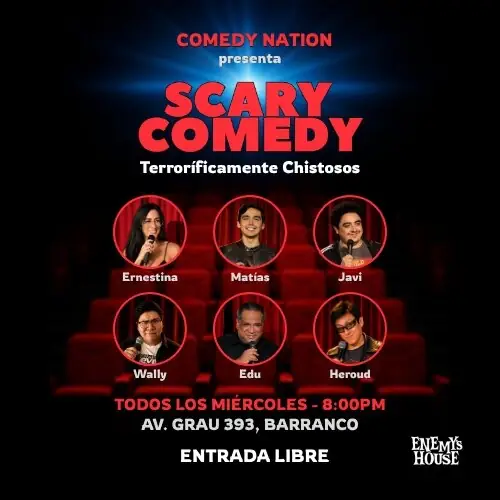 COMEDY NATION
presenta
SCARY
COMEDY
Terroríficamente Chistosos
Ernestina
Matías
Javi
Wally
Edu
Heroud
TODOS LOS MIÉRCOLES - 8:00PM
AV. GRAU 393, BARRANCO
ENTRADA LIBRE
ENEMYS
HOUSE